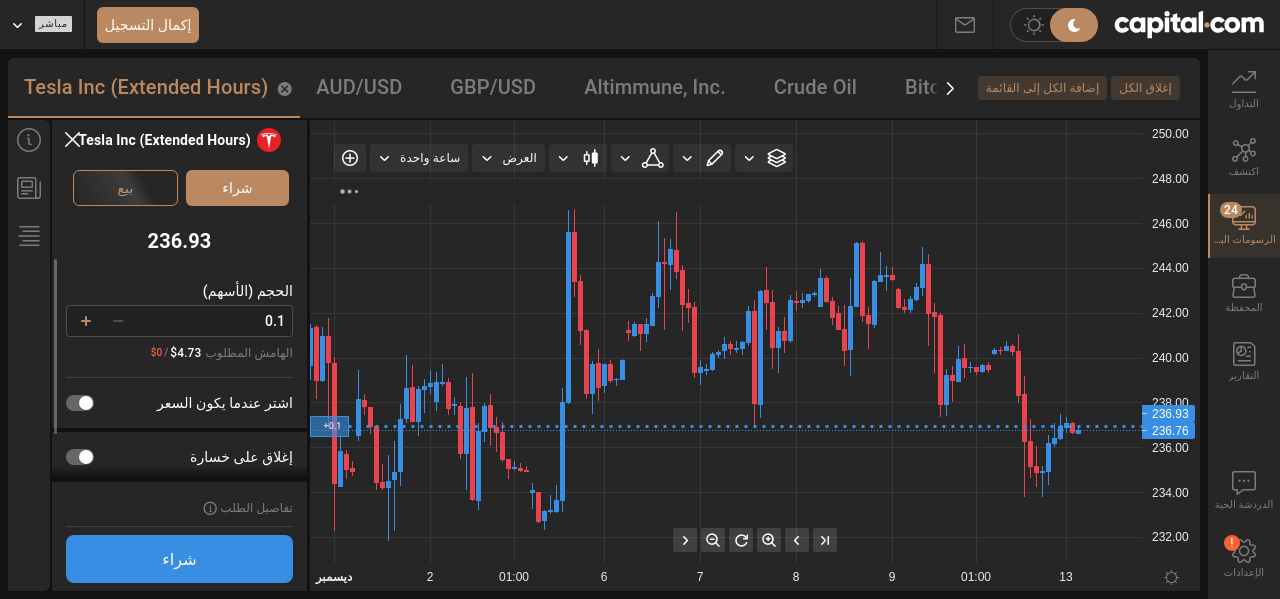 مباشر
إكمال التسجيل
capital.com
Tesla Inc (Extended Hours)
AUD/USD
GBP/USD
Altimmune, Inc.
Crude Oil
Bitc
إضافة الكل إلى القائمة
إغلاق الكل
Tesla Inc (Extended Hours)
بيع
شراء
236.93
الحجم (الأسهم)
+ − 0.1
الهامش المطلوب $4.73 / $0
اشتر عندما يكون السعر
إغلاق على خسارة
تفاصيل الطلب
شراء
ساعة واحدة
العرض
250.00
248.00
246.00
244.00
242.00
240.00
238.00
236.93
236.76
236.00
234.00
232.00
+0.1
ديسمبر
2
01:00
6
7
8
9
01:00
13
التداول
اكتشف
24
الرسومات الب...
المحفظة
التقارير
الدردشة الحية
!
الإعدادات